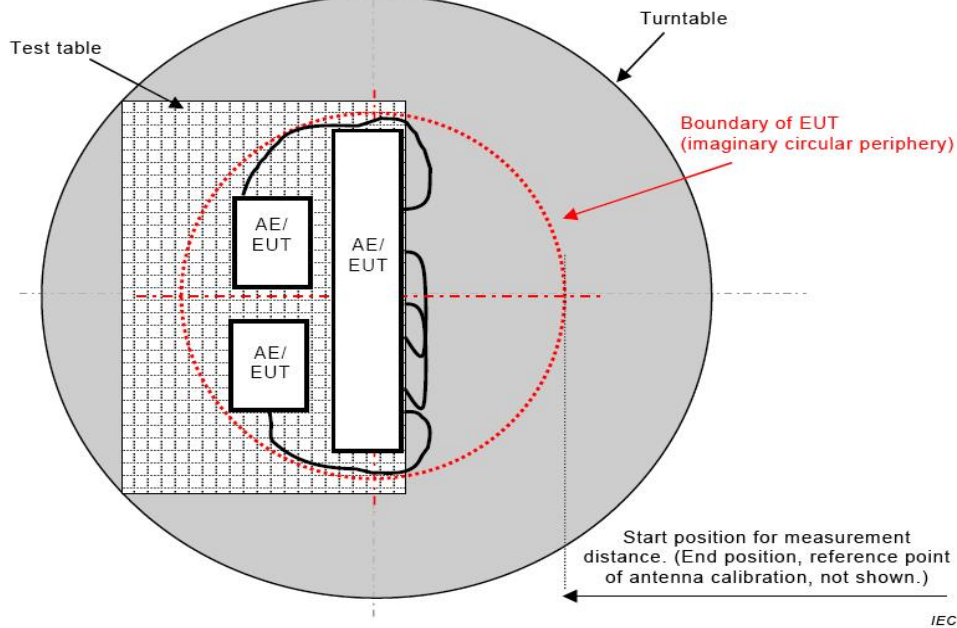 Turntable
Test table
Boundary of EUT
(imaginary circular periphery)
AE/
EUT
AE/
EUT
AE/
EUT
Start position for measurement
distance. (End position, reference point
of antenna calibration, not shown.)
IEC